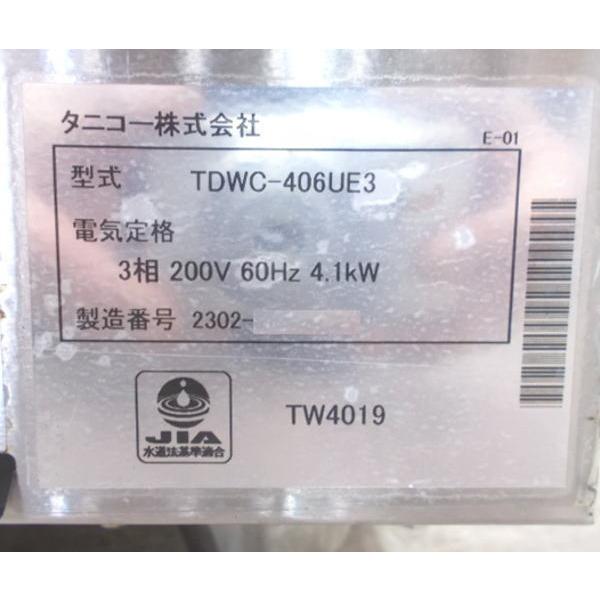 タニコー株式会社
E-01
型式 TDWC-406UE3
電気定格
3相 200V 60Hz 4.1kW
製造番号 2302-
JIA
水道法基準適合
TW4019